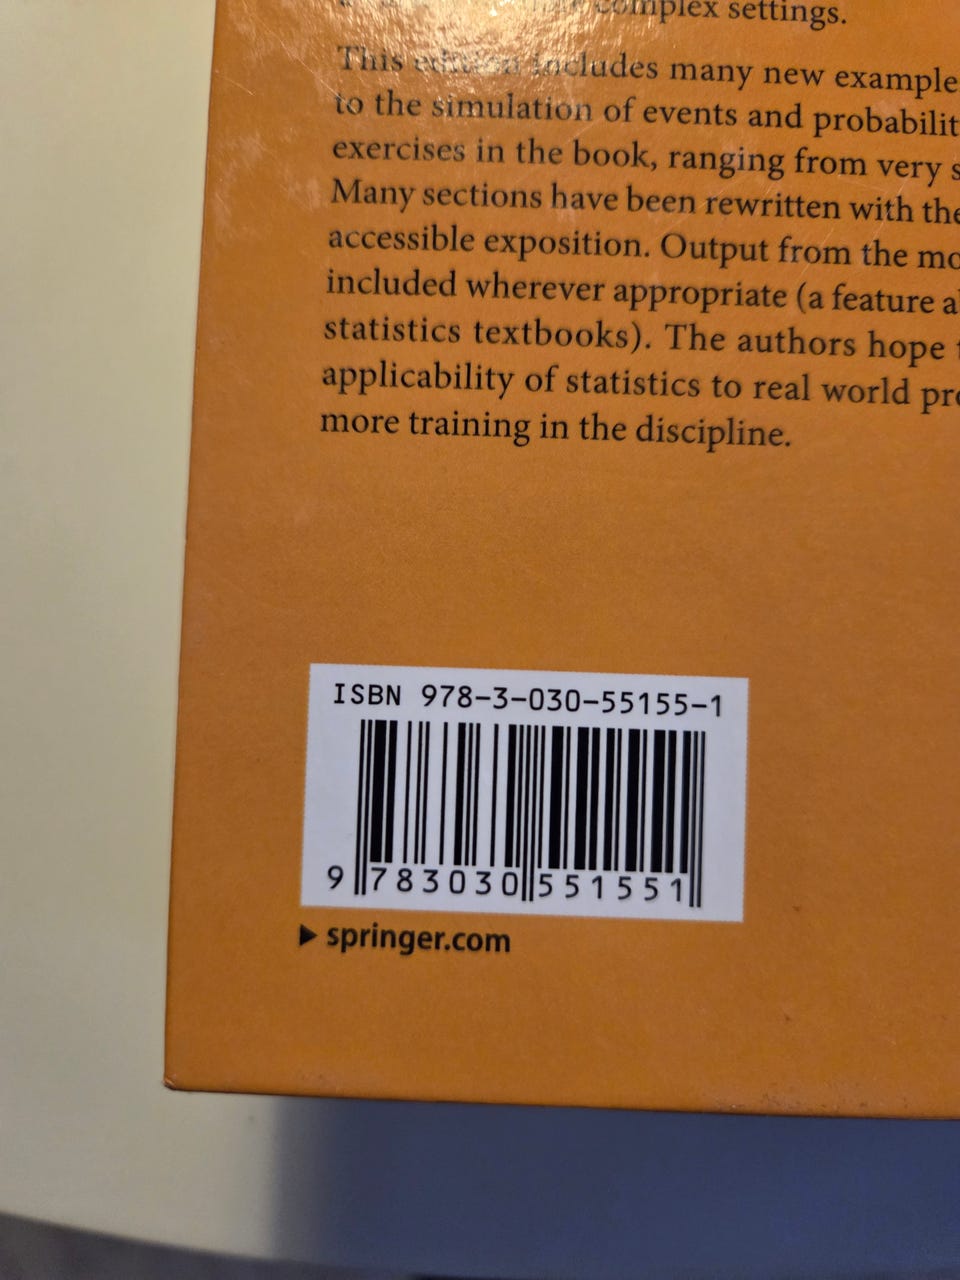 complex settings.
This edition includes many new example
to the simulation of events and probabilit
exercises in the book, ranging from very s
Many sections have been rewritten with the
accessible exposition. Output from the mo
included wherever appropriate (a feature a
statistics textbooks). The authors hope t
applicability of statistics to real world pro
more training in the discipline.
ISBN 978-3-030-55155-1
9 783030 551551
springer.com